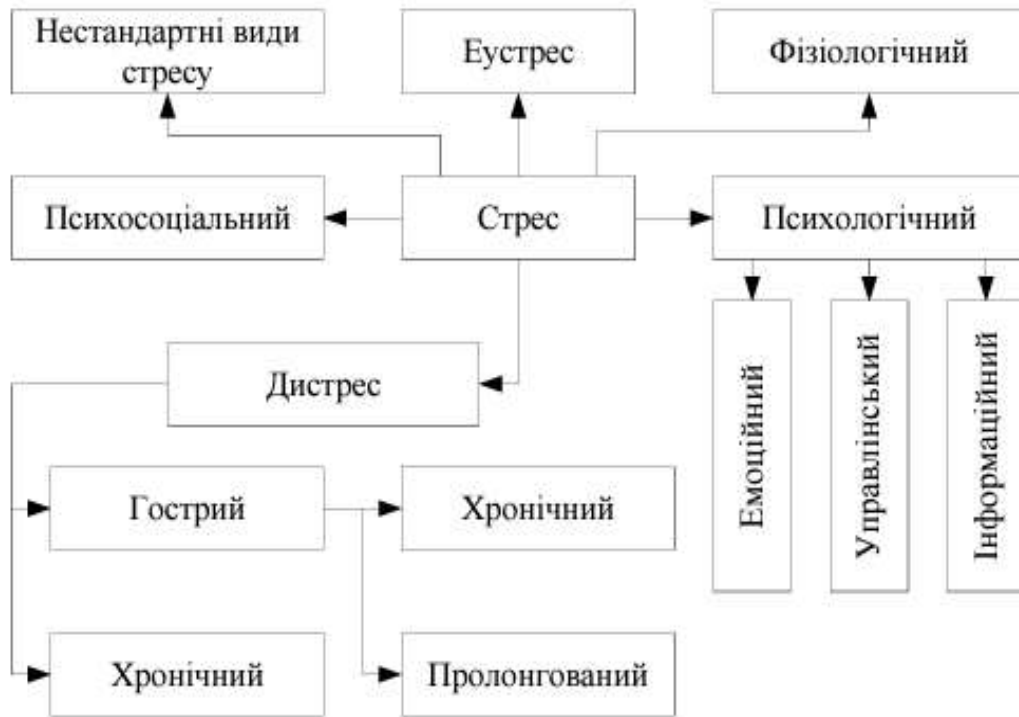 Нестандартні види
стресу
Еустрес
Фізіологічний
Психосоціальний
Стрес
Психологічний
Дистрес
Емоційний
Управлінський
Інформаційний
Гострий
Хронічний
Хронічний
Пролонгований